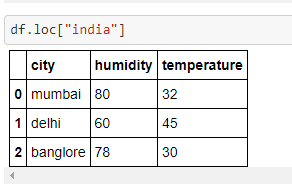 df.loc["india"]
city humidity temperature
0 mumbai 80 32
1 delhi 60 45
2 banglore 78 30